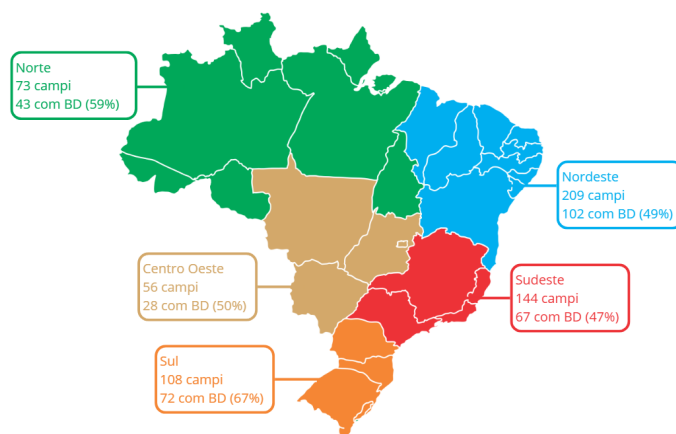 Norte
73 campi
43 com BD (59%)
Nordeste
209 campi
102 com BD (49%)
Centro Oeste
56 campi
28 com BD (50%)
Sudeste
144 campi
67 com BD (47%)
Sul
108 campi
72 com BD (67%)